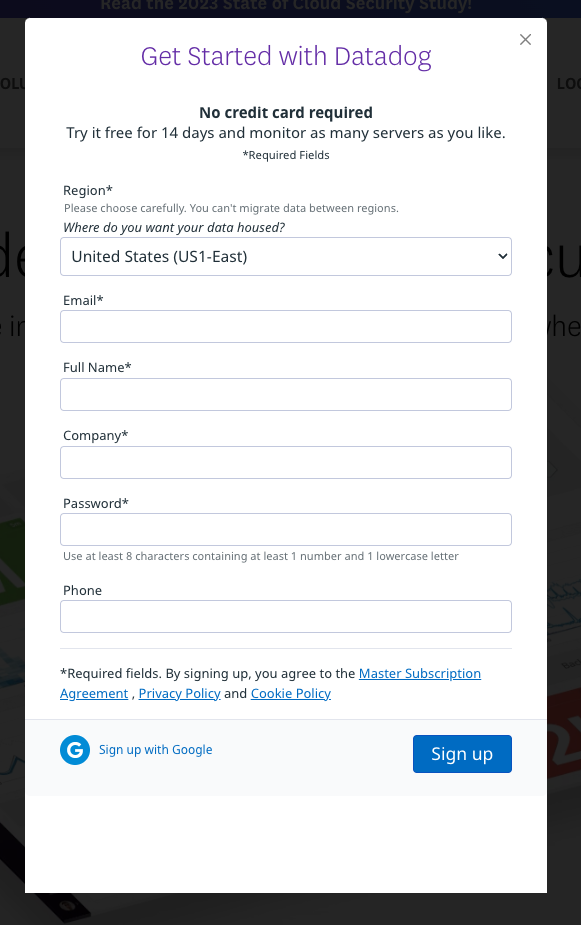 Read the 2023 State of Cloud Security Study!
Get Started with Datadog
No credit card required
Try it free for 14 days and monitor as many servers as you like.
*Required Fields
Region*
Please choose carefully. You can't migrate data between regions.
Where do you want your data housed?
United States (US1-East)
Email*
Full Name*
Company*
Password*
Use at least 8 characters containing at least 1 number and 1 lowercase letter
Phone
*Required fields. By signing up, you agree to the Master Subscription
Agreement , Privacy Policy and Cookie Policy
Sign up with Google
Sign up